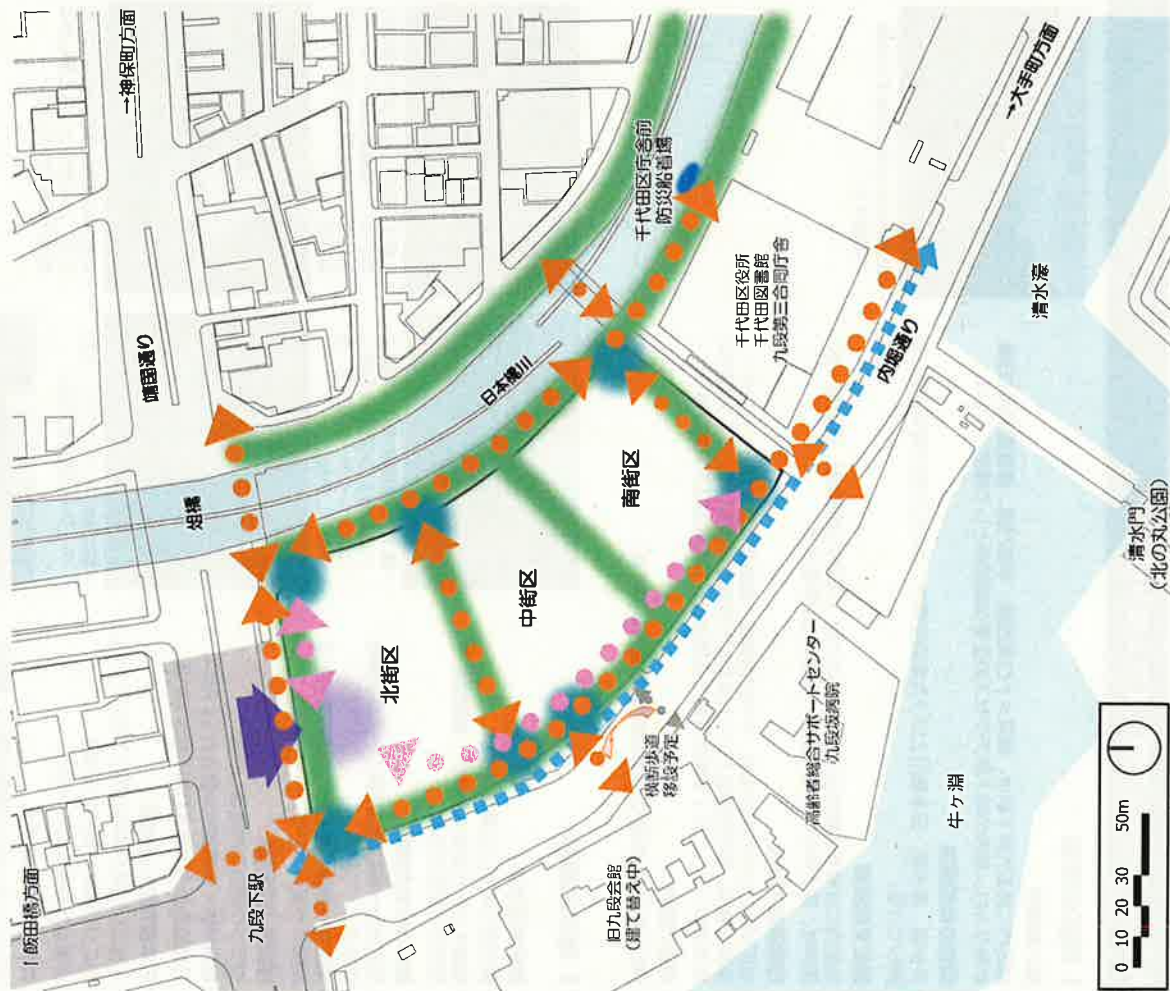 ↑飯田橋方面
→神保町方面
靖国通り
九段下駅
俎橋
日本橋川
千代田区庁舎前
防災船着場
北街区
中街区
南街区
千代田区役所
千代田図書館
九段第三合同庁舎
内堀通り
→大手町方面
横断歩道
移設予定
旧九段会館
(建て替え中)
高齢者総合サポートセンター
九段坂病院
牛ヶ淵
清水濠
清水門
(北の丸公園)
0 10 20 30 50m